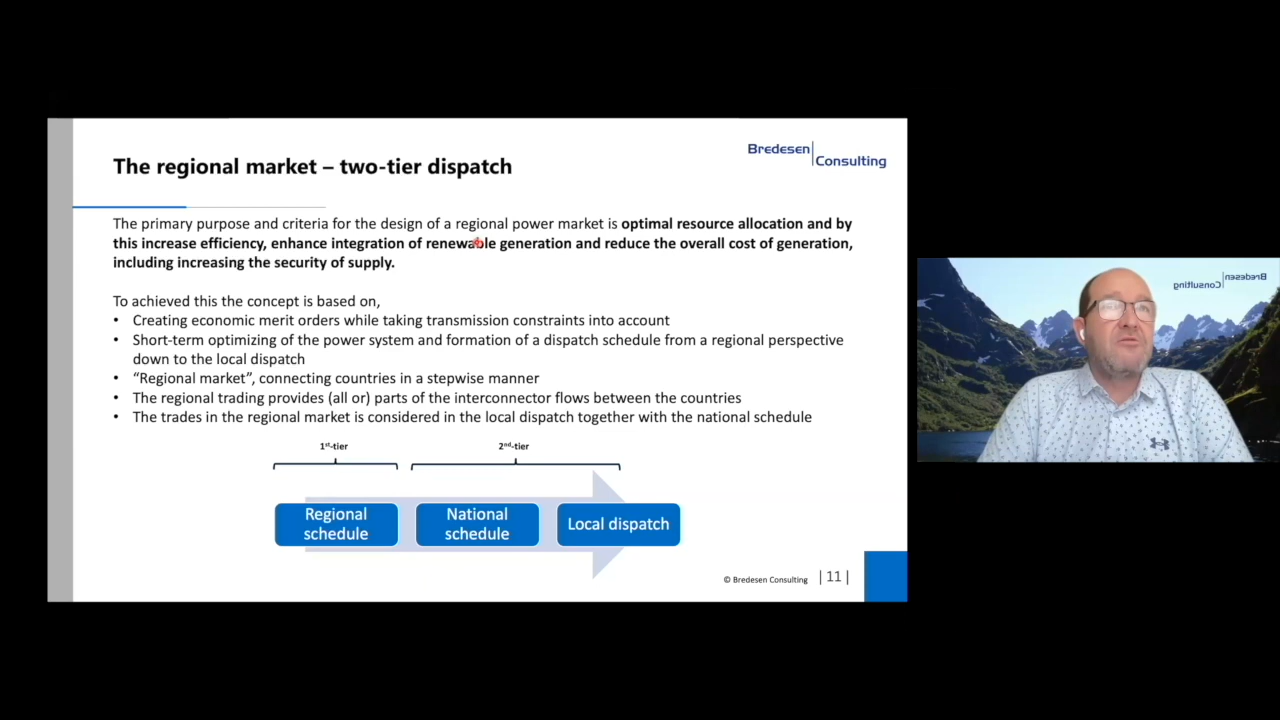 The regional market – two-tier dispatch
Bredesen
Consulting
The primary purpose and criteria for the design of a regional power market is optimal resource allocation and by
this increase efficiency, enhance integration of renewable generation and reduce the overall cost of generation,
including increasing the security of supply.
To achieved this the concept is based on,
• Creating economic merit orders while taking transmission constraints into account
• Short-term optimizing of the power system and formation of a dispatch schedule from a regional perspective
down to the local dispatch
• “Regional market”, connecting countries in a stepwise manner
• The regional trading provides (all or) parts of the interconnector flows between the countries
• The trades in the regional market is considered in the local dispatch together with the national schedule
1st-tier
2nd-tier
Regional
schedule
National
schedule
Local dispatch
© Bredesen Consulting
| 11 |
Bredesen
Consulting